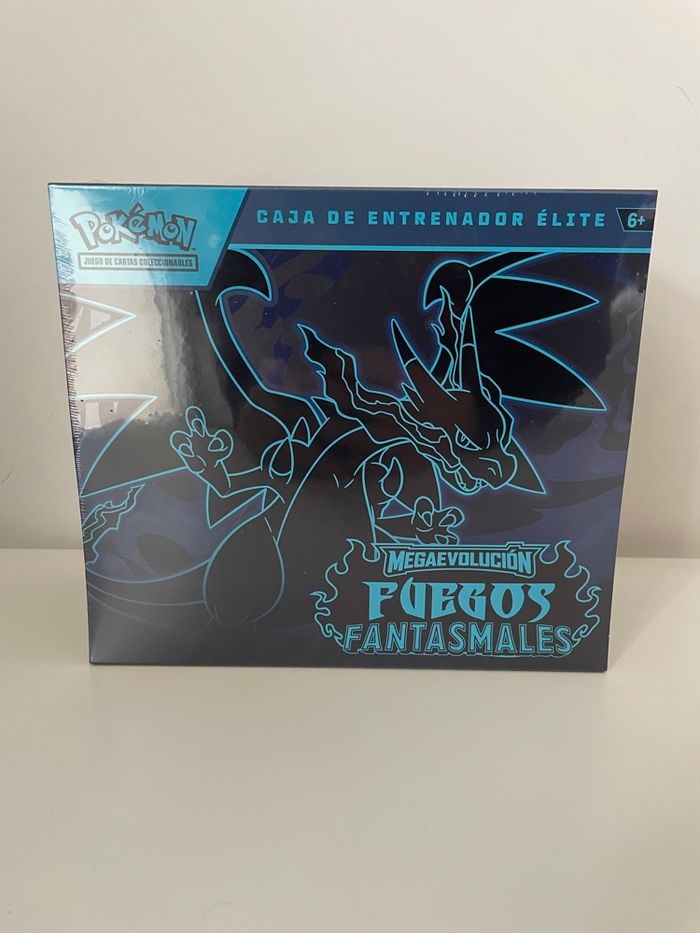 POKÉMON
JUEGO DE CARTAS COLECCIONABLES
CAJA DE ENTRENADOR ÉLITE 6+
MEGAEVOLUCIÓN
FUEGOS
FANTASMALES